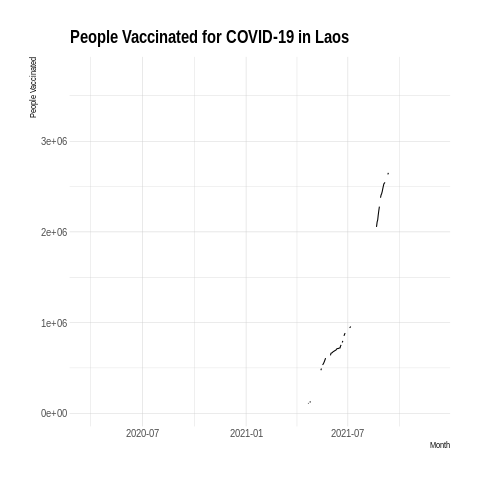 People Vaccinated for COVID-19 in Laos
People Vaccinated
3e+06
2e+06
1e+06
0e+00
2020-07 2021-01 2021-07
Month